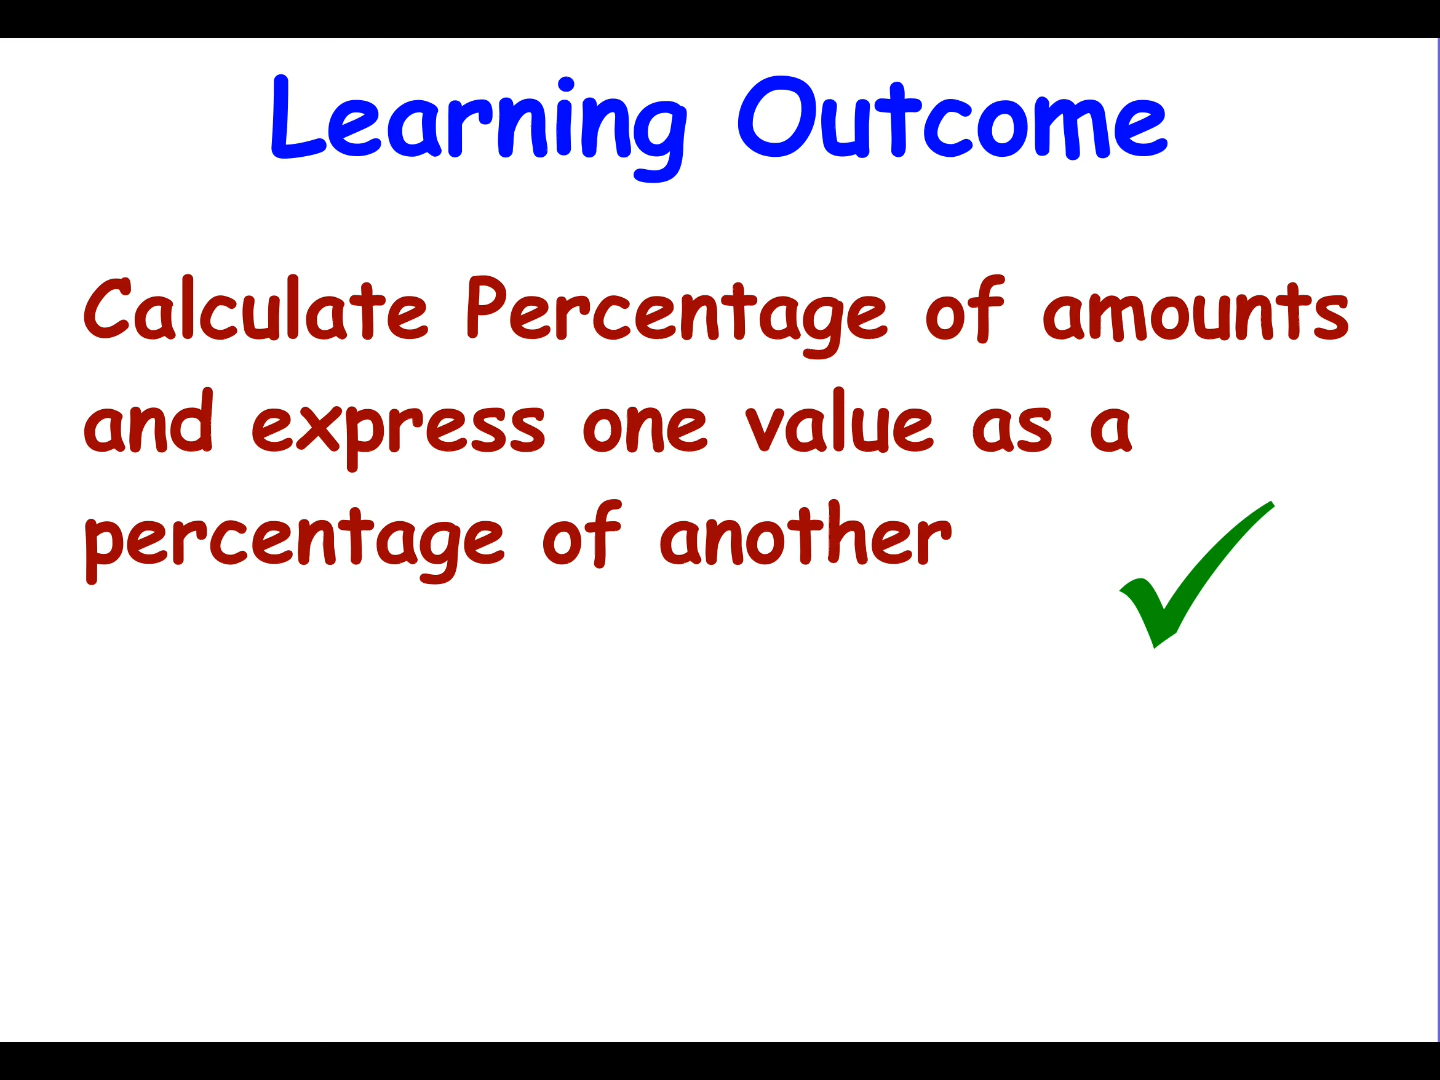 Learning Outcome
Calculate Percentage of amounts
and express one value as a
percentage of another